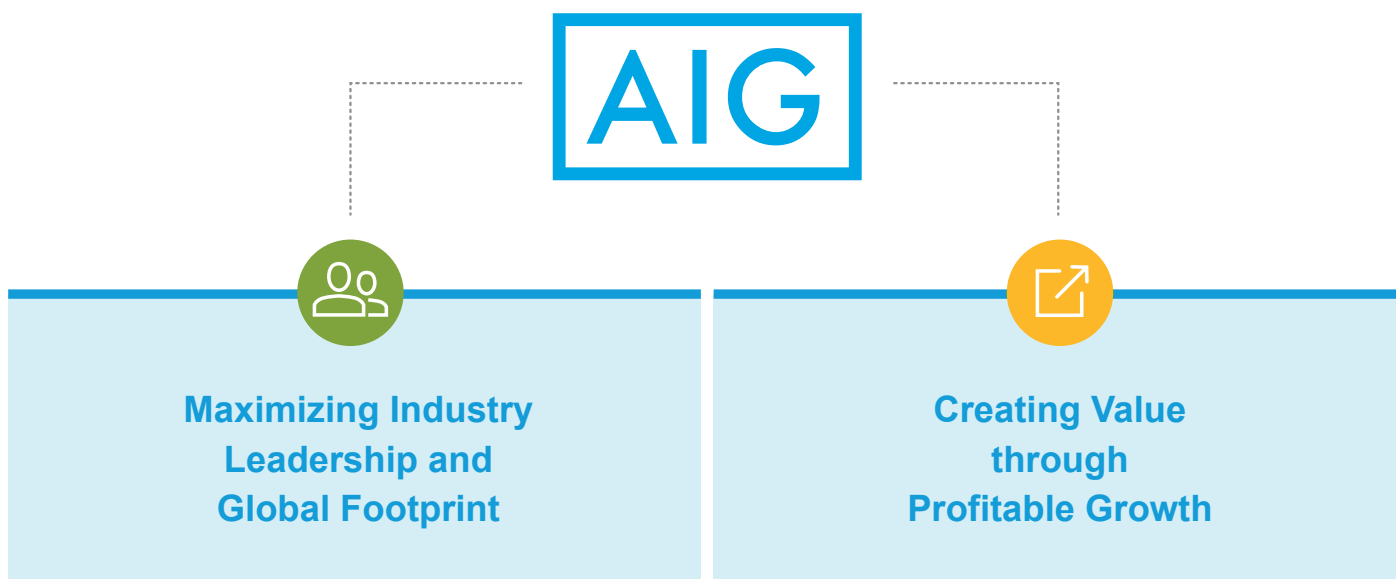 AIG
Maximizing Industry
Leadership and
Global Footprint
Creating Value
through
Profitable Growth